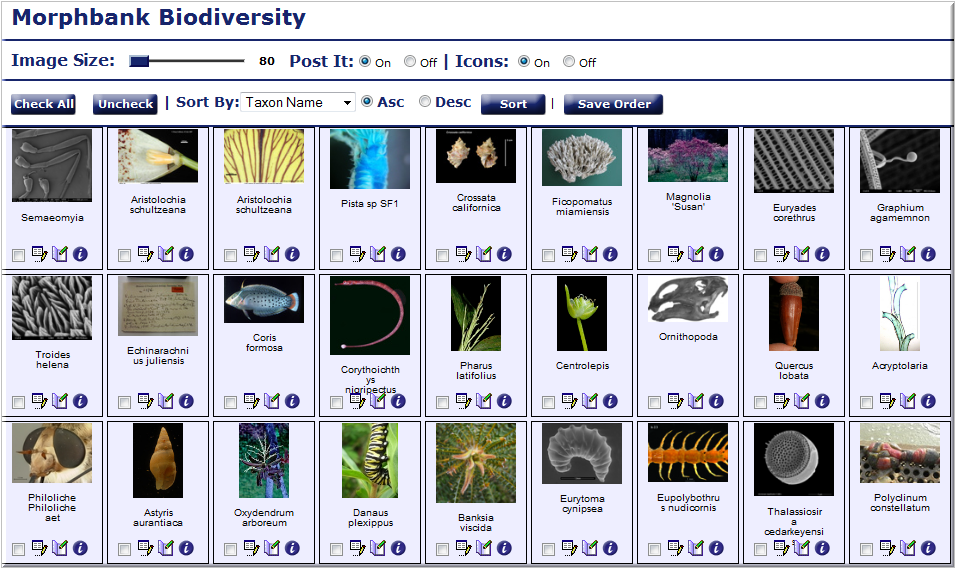 Morphbank Biodiversity
Image Size: 80 Post It: On Off | Icons: On Off
Check All Uncheck | Sort By: Taxon Name Asc Desc Sort | Save Order
Semaeomyia
Aristolochia
schultzeana
Aristolochia
schultzeana
Pista sp SF1
Crossata
californica
Ficopomatus
miamiensis
Magnolia
'Susan'
Euryades
corethrus
Graphium
agamemnon
Troides
helena
Echinarachni
us juliensis
Coris
formosa
Corythoichth
ys
nigripectus
Pharus
latifolius
Centrolepis
Ornithopoda
Quercus
lobata
Acryptolaria
Philoliche
Philoliche
aet
Astyris
aurantiaca
Oxydendrum
arboreum
Danaus
plexippus
Banksia
viscida
Eurytoma
cynipsea
Eupolybothru
s nudicornis
Thalassiosir
a
cedarkeyensi
s
Polyclinum
constellatum